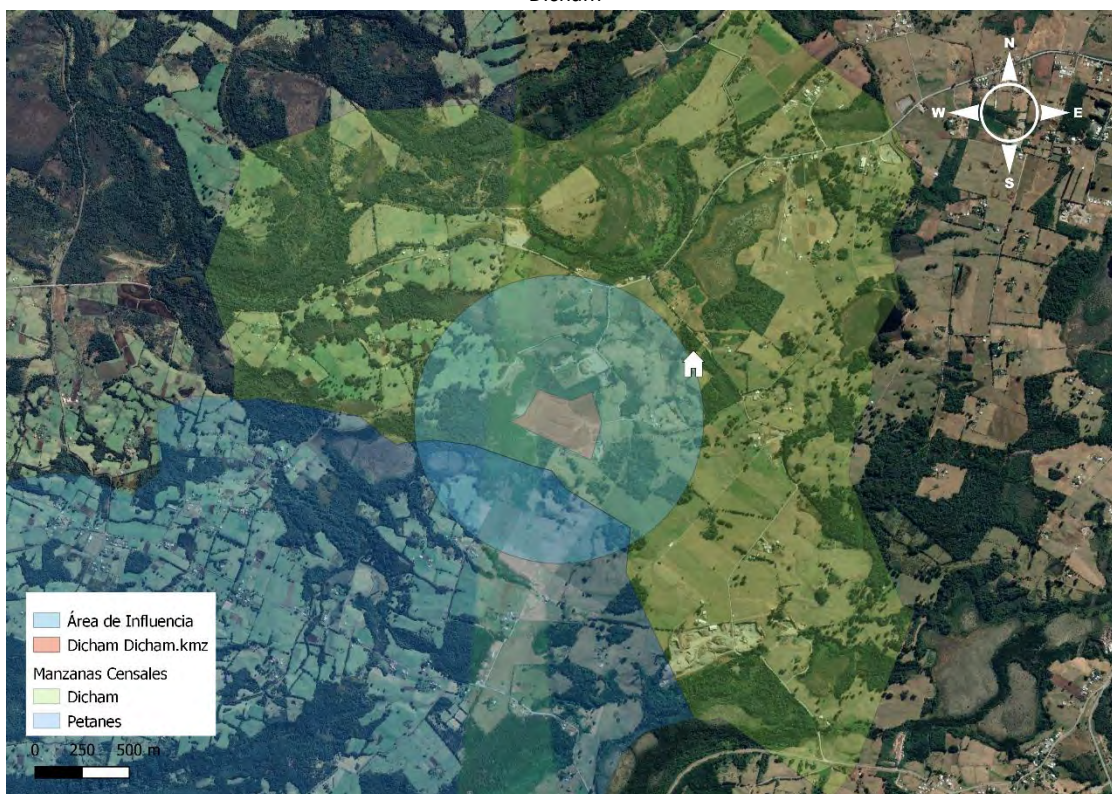 Dicham
N
W
E
S
Área de Influencia
Dicham Dicham.kmz
Manzanas Censales
Dicham
Petanes
0 250 500 m